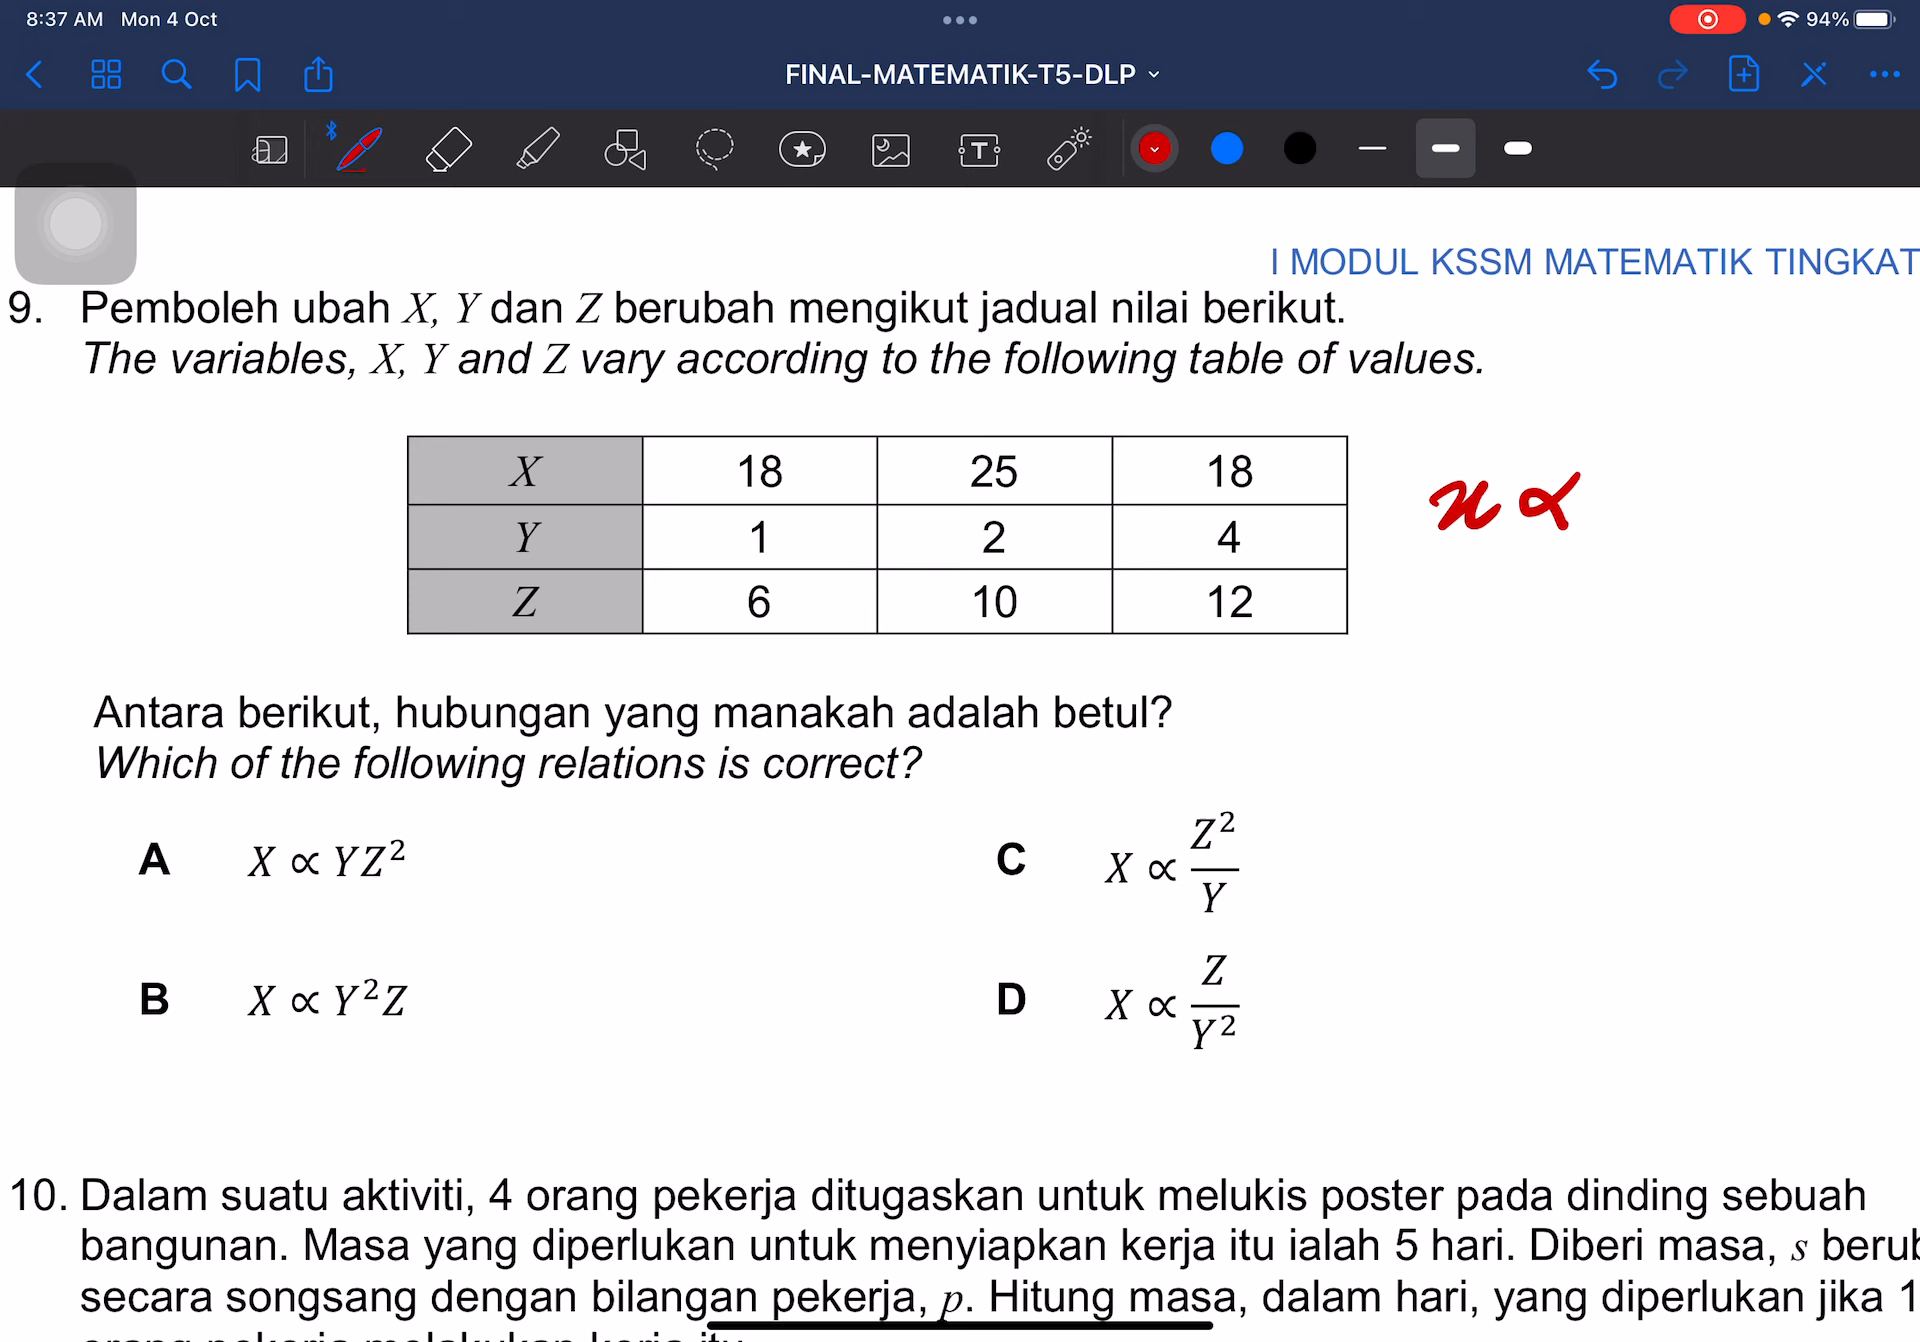 8:37 AM Mon 4 Oct
94%
FINAL-MATEMATIK-T5-DLP
I MODUL KSSM MATEMATIK TINGKAT
9. Pemboleh ubah X, Y dan Z berubah mengikut jadual nilai berikut.
The variables, X, Y and Z vary according to the following table of values.
X 18 25 18
Y 1 2 4
Z 6 10 12
x ∝
Antara berikut, hubungan yang manakah adalah betul?
Which of the following relations is correct?
A X ∝ YZ²
C X ∝ Z²/Y
B X ∝ Y²Z
D X ∝ Z/Y²
10. Dalam suatu aktiviti, 4 orang pekerja ditugaskan untuk melukis poster pada dinding sebuah
bangunan. Masa yang diperlukan untuk menyiapkan kerja itu ialah 5 hari. Diberi masa, s
secara songsang dengan bilangan pekerja, p. Hitung masa, dalam hari, yang diperlukan jika 1